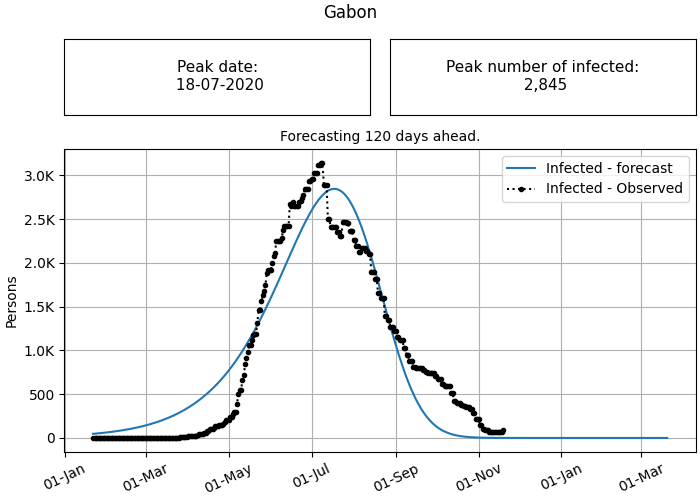 Gabon
Peak date:
18-07-2020
Peak number of infected:
2,845
Forecasting 120 days ahead.
Infected - forecast
Infected - Observed
3.0K
2.5K
2.0K
1.5K
1.0K
500
0
Persons
01-Jan
01-Mar
01-May
01-Jul
01-Sep
01-Nov
01-Jan
01-Mar